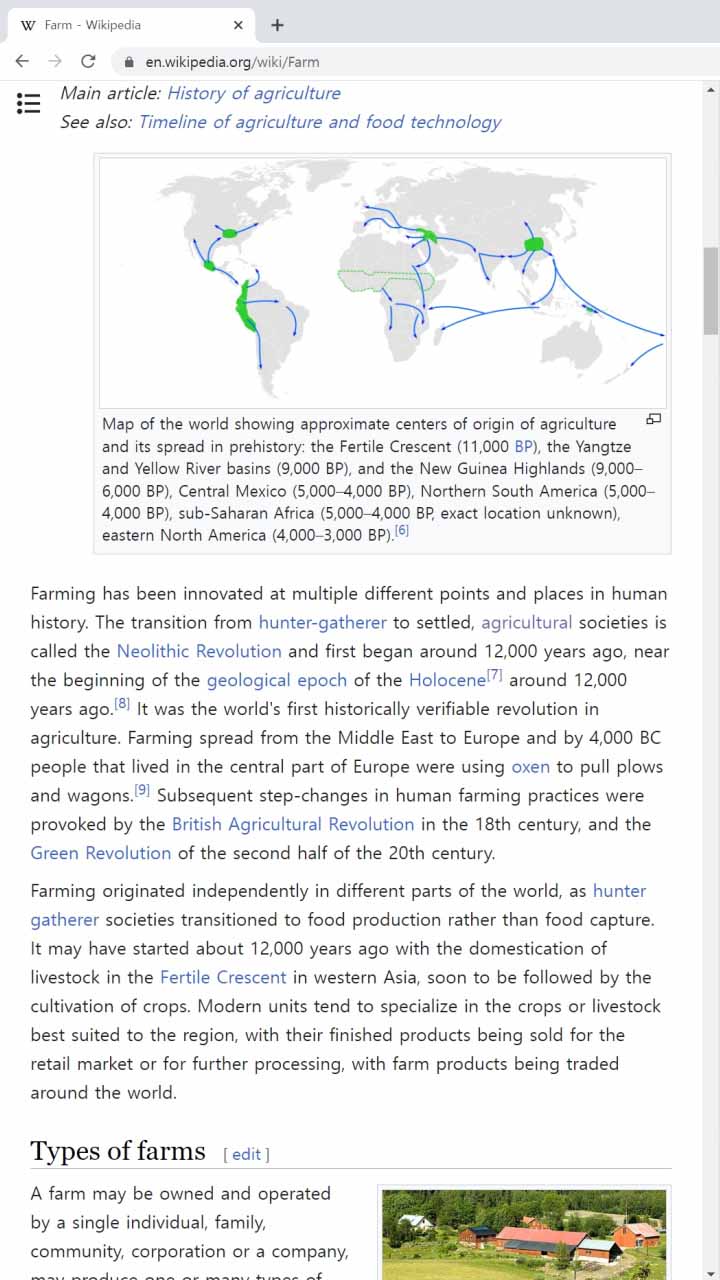 W Farm - Wikipedia
en.wikipedia.org/wiki/Farm
Main article: History of agriculture
See also: Timeline of agriculture and food technology
Map of the world showing approximate centers of origin of agriculture
and its spread in prehistory: the Fertile Crescent (11,000 BP), the Yangtze
and Yellow River basins (9,000 BP), and the New Guinea Highlands (9,000–
6,000 BP), Central Mexico (5,000–4,000 BP), Northern South America (5,000–
4,000 BP), sub-Saharan Africa (5,000–4,000 BP, exact location unknown),
eastern North America (4,000–3,000 BP).[6]
Farming has been innovated at multiple different points and places in human
history. The transition from hunter-gatherer to settled, agricultural societies is
called the Neolithic Revolution and first began around 12,000 years ago, near
the beginning of the geological epoch of the Holocene[7] around 12,000
years ago.[8] It was the world's first historically verifiable revolution in
agriculture. Farming spread from the Middle East to Europe and by 4,000 BC
people that lived in the central part of Europe were using oxen to pull plows
and wagons.[9] Subsequent step-changes in human farming practices were
provoked by the British Agricultural Revolution in the 18th century, and the
Green Revolution of the second half of the 20th century.
Farming originated independently in different parts of the world, as hunter
gatherer societies transitioned to food production rather than food capture.
It may have started about 12,000 years ago with the domestication of
livestock in the Fertile Crescent in western Asia, soon to be followed by the
cultivation of crops. Modern units tend to specialize in the crops or livestock
best suited to the region, with their finished products being sold for the
retail market or for further processing, with farm products being traded
around the world.
Types of farms [ edit ]
A farm may be owned and operated
by a single individual, family,
community, corporation or a company,
may produce one or many types of